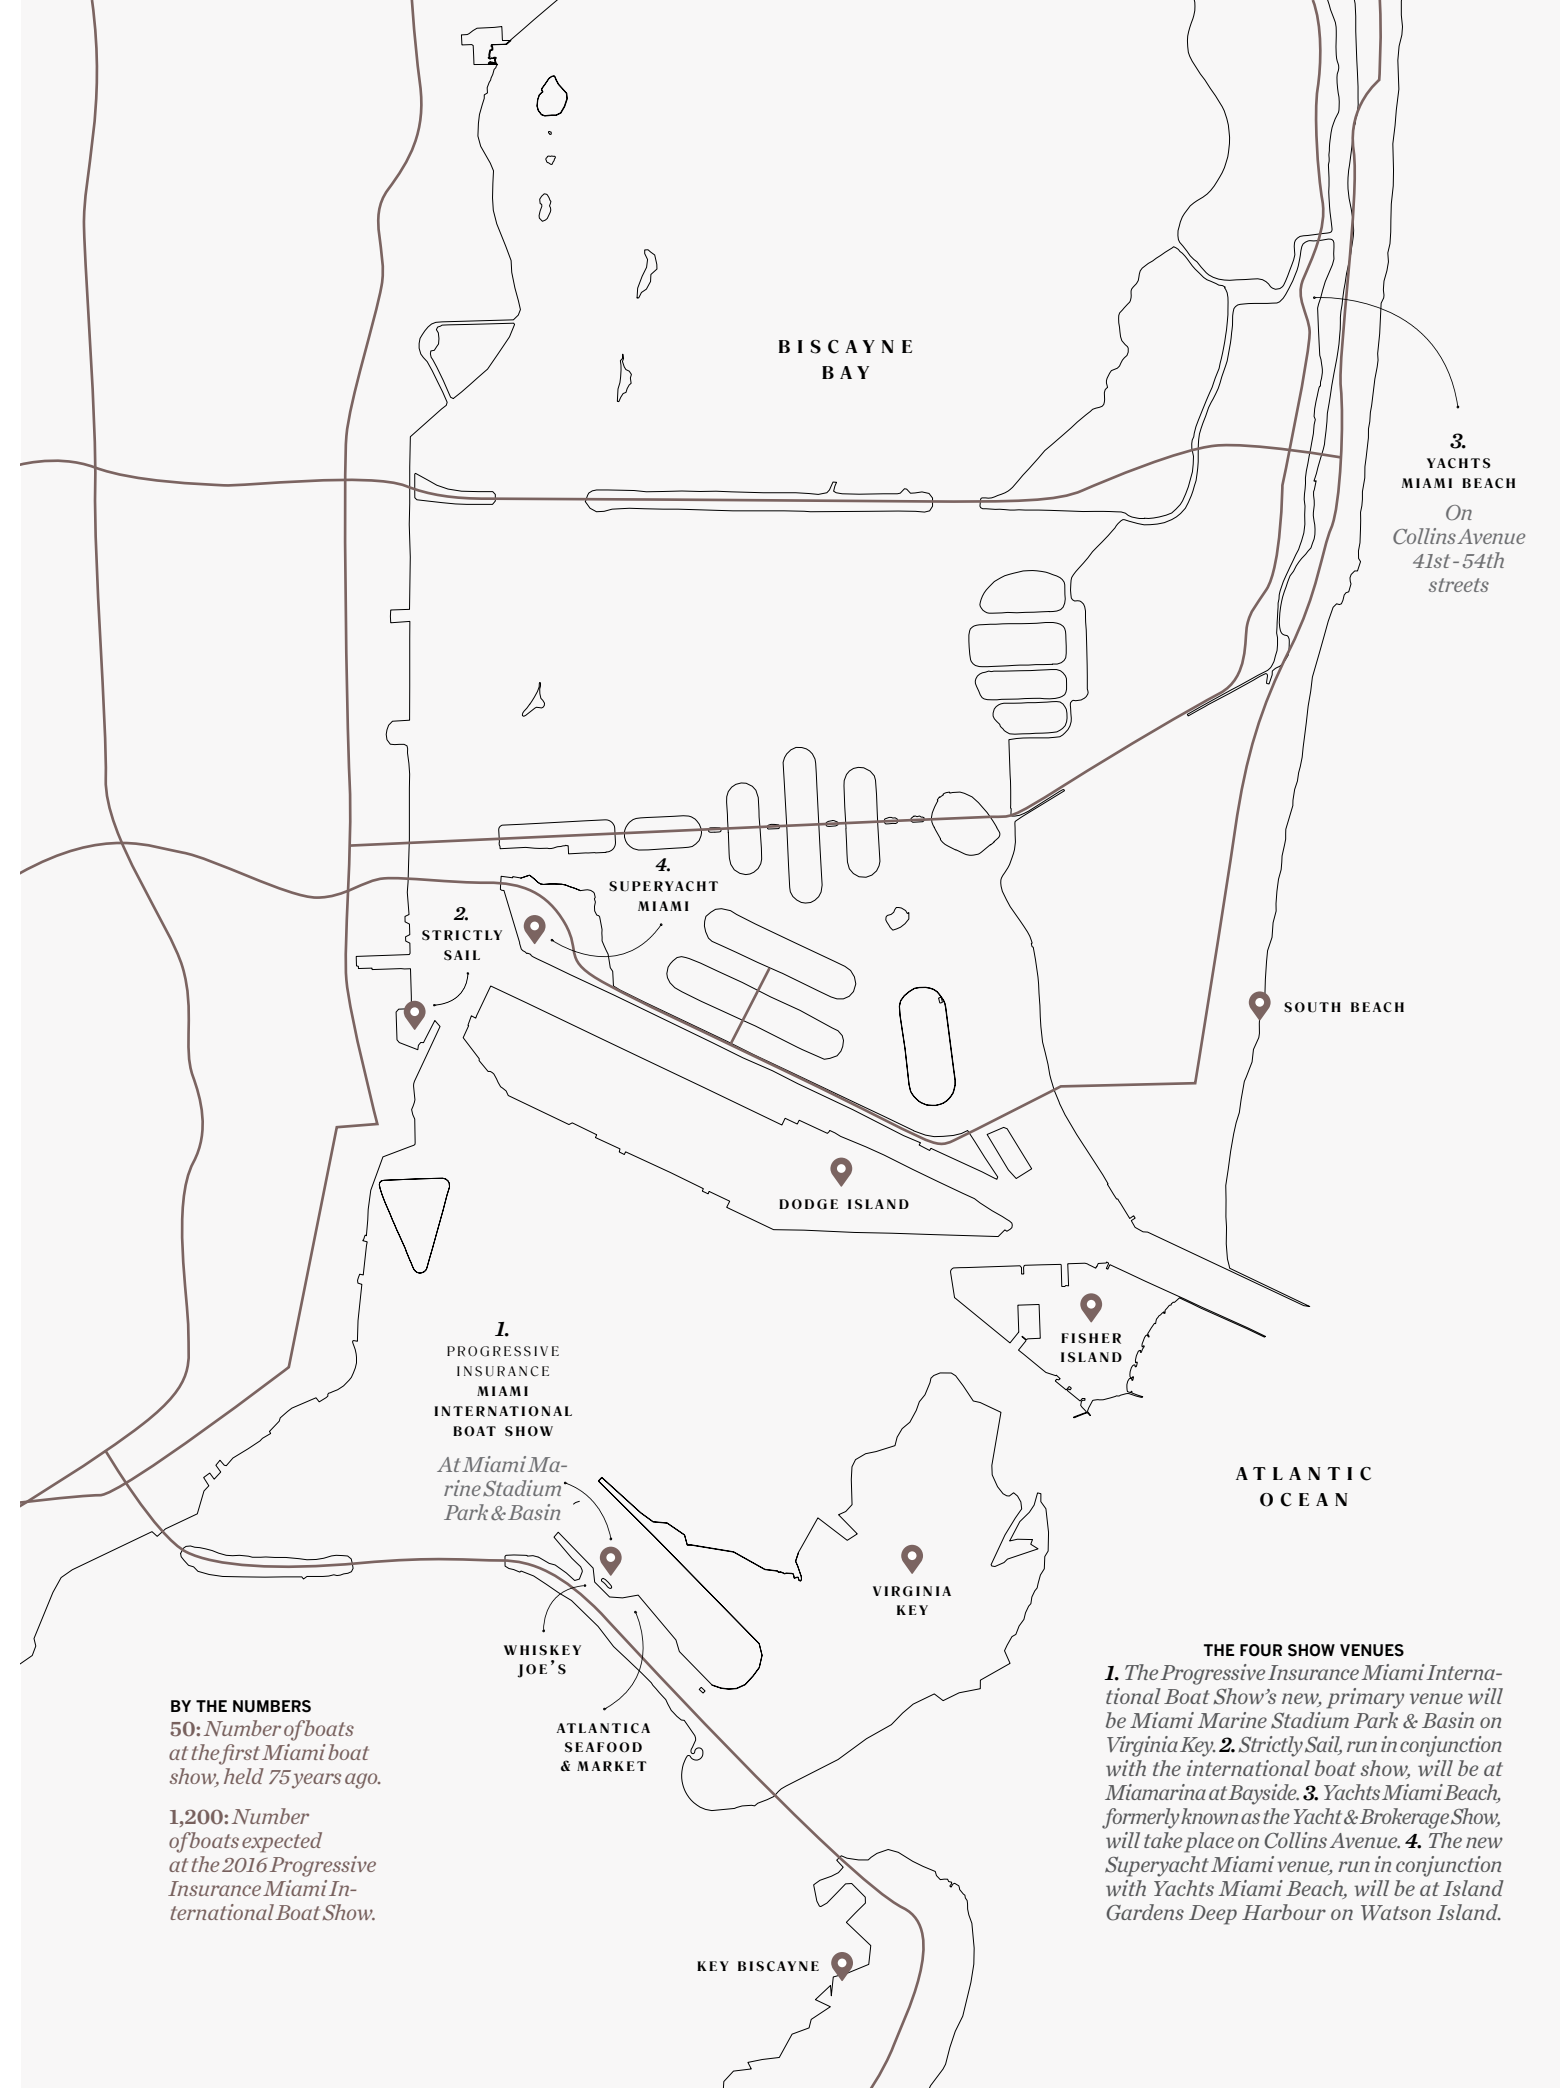 BISCAYNE
BAY
3.
YACHTS
MIAMI BEACH
On
Collins Avenue
41st - 54th
streets
4.
SUPERYACHT
MIAMI
2.
STRICTLY
SAIL
SOUTH BEACH
DODGE ISLAND
FISHER
ISLAND
1.
PROGRESSIVE
INSURANCE
MIAMI
INTERNATIONAL
BOAT SHOW
At Miami Ma-
rine Stadium
Park & Basin
ATLANTIC
OCEAN
VIRGINIA
KEY
WHISKEY
JOE’S
ATLANTICA
SEAFOOD
& MARKET
BY THE NUMBERS
50: Number of boats
at the first Miami boat
show, held 75 years ago.
1,200: Number
of boats expected
at the 2016 Progressive
Insurance Miami In-
ternational Boat Show.
THE FOUR SHOW VENUES
1. The Progressive Insurance Miami Interna-
tional Boat Show’s new, primary venue will
be Miami Marine Stadium Park & Basin on
Virginia Key. 2. Strictly Sail, run in conjunction
with the international boat show, will be at
Miamarina at Bayside. 3. Yachts Miami Beach,
formerly known as the Yacht & Brokerage Show,
will take place on Collins Avenue. 4. The new
Superyacht Miami venue, run in conjunction
with Yachts Miami Beach, will be at Island
Gardens Deep Harbour on Watson Island.
KEY BISCAYNE